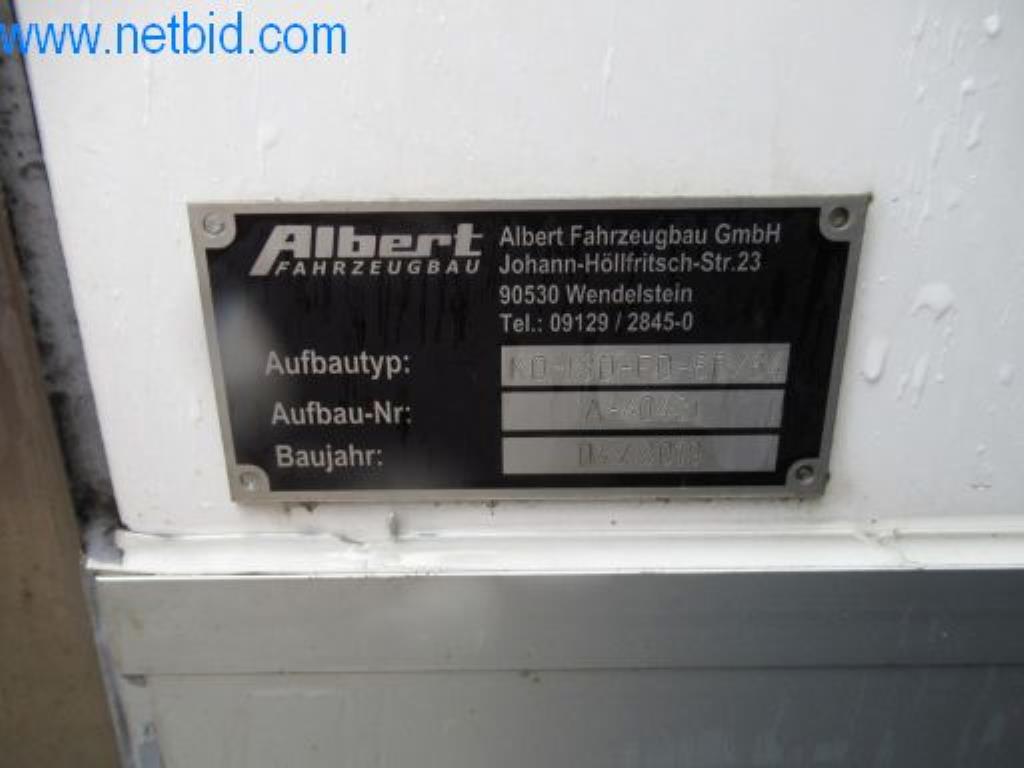 www.netbid.com
Albert
FAHRZEUGBAU
Albert Fahrzeugbau GmbH
Johann-Höllfritsch-Str.23
90530 Wendelstein
Tel.: 09129 / 2845-0
Aufbautyp:
Aufbau-Nr:
Baujahr: